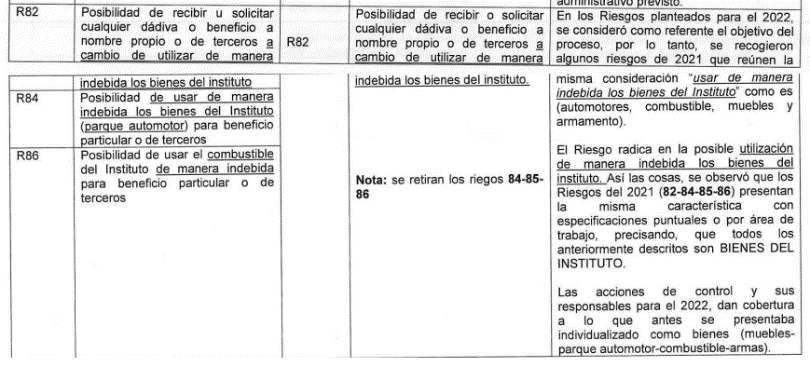 administrativo previsto.
R82
Posibilidad de recibir u solicitar
cualquier dádiva o beneficio a
nombre propio o de terceros a
cambio de utilizar de manera
R82
Posibilidad de recibir o solicitar
cualquier dádiva o beneficio a
nombre propio o de terceros a
cambio de utilizar de manera
En los Riesgos planteados para el 2022,
se consideró como referente el objetivo del
proceso, por lo tanto, se recogieron
algunos riesgos de 2021 que reúnen la
indebida los bienes del instituto
R84
Posibilidad de usar de manera
indebida los bienes del Instituto
(parque automotor) para beneficio
particular o de terceros
R86
Posibilidad de usar el combustible
del Instituto de manera indebida
para beneficio particular o de
terceros
indebida los bienes del instituto.
Nota: se retiran los riegos 84-85-
86
misma consideración "usar de manera
indebida los bienes del Instituto" como es
(automotores, combustible, muebles y
armamento).
El Riesgo radica en la posible utilización
de manera indebida los bienes del
instituto. Así las cosas, se observó que los
Riesgos del 2021 (82-84-85-86) presentan
la misma característica con
especificaciones puntuales o por área de
trabajo, precisando, que todos los
anteriormente descritos son BIENES DEL
INSTITUTO.
Las acciones de control y sus
responsables para el 2022, dan cobertura
a lo que antes se presentaba
individualizado como bienes (muebles-
parque automotor-combustible-armas).